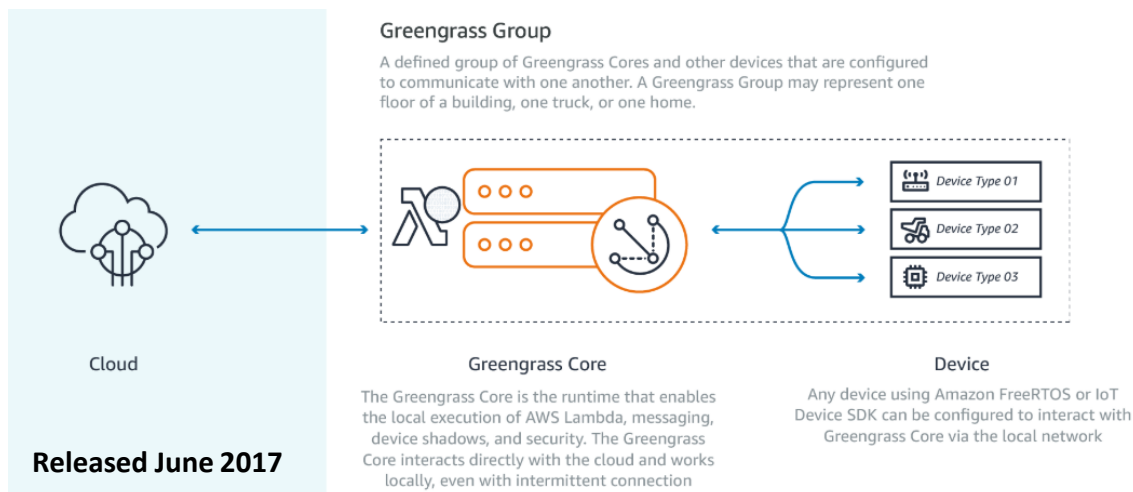 Greengrass Group
A defined group of Greengrass Cores and other devices that are configured
to communicate with one another. A Greengrass Group may represent one
floor of a building, one truck, or one home.
Device Type 01
Device Type 02
Device Type 03
Cloud
Greengrass Core
The Greengrass Core is the runtime that enables
the local execution of AWS Lambda, messaging,
device shadows, and security. The Greengrass
Core interacts directly with the cloud and works
locally, even with intermittent connection
Device
Any device using Amazon FreeRTOS or IoT
Device SDK can be configured to interact with
Greengrass Core via the local network
Released June 2017